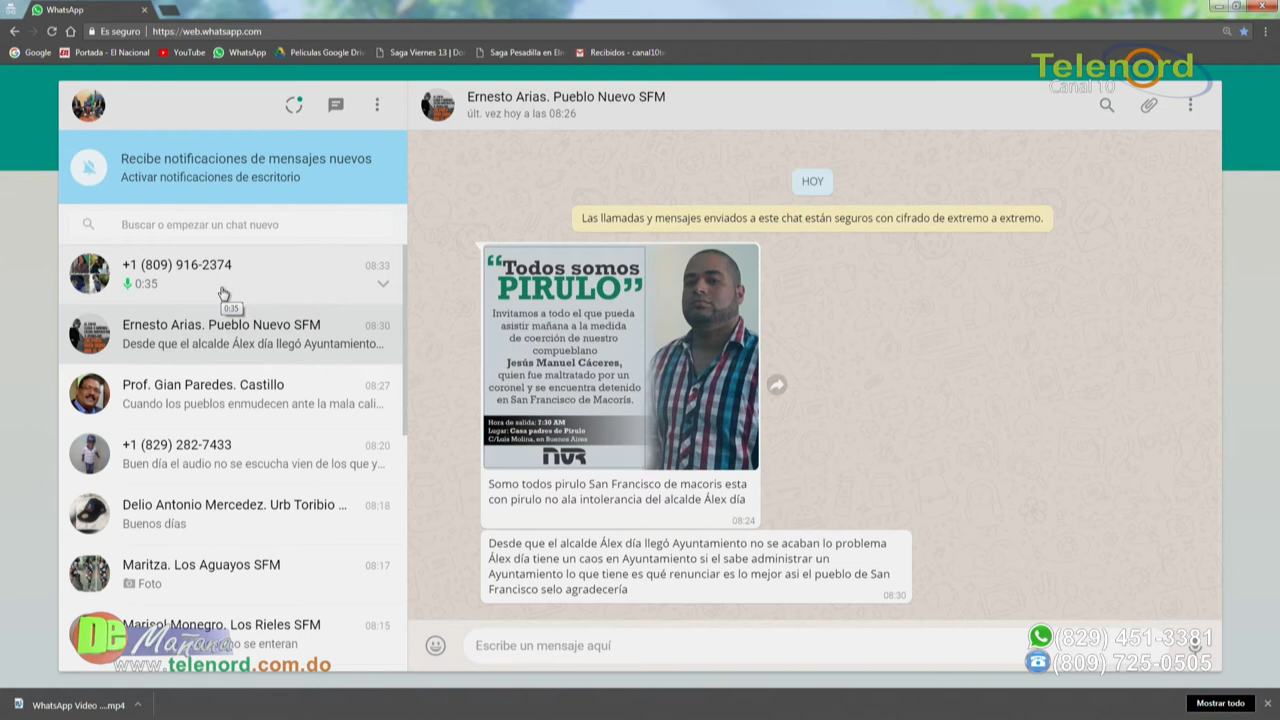 WhatsApp
Es seguro | https://web.whatsapp.com
Google
Portada - El Nacional
YouTube
WhatsApp
Peliculas Google Dri
Saga Viernes 13 | Do
Saga Pesadilla en El
Recibidos - canal10t
Telenord
Canal 10
Ernesto Arias. Pueblo Nuevo SFM
últ. vez hoy a las 08:26
Recibe notificaciones de mensajes nuevos
Activar notificaciones de escritorio
Buscar o empezar un chat nuevo
+1 (809) 916-2374
08:33
0:35
0:35
Ernesto Arias. Pueblo Nuevo SFM
08:30
Desde que el alcalde Álex día llegó Ayuntamiento...
Prof. Gian Paredes. Castillo
08:27
Cuando los pueblos enmudecen ante la mala cali...
+1 (829) 282-7433
08:20
Buen día el audio no se escucha vien de los que y...
Delio Antonio Mercedez. Urb Toribio ...
08:18
Buenos días
Maritza. Los Aguayos SFM
08:17
Foto
Marisol Monegro. Los Rieles SFM
08:15
no se enteran
De Mañana
www.telenord.com.do
HOY
Las llamadas y mensajes enviados a este chat están seguros con cifrado de extremo a extremo.
“Todos somos
PIRULO”
Invitamos a todo el que pueda
asistir mañana a la medida
de coerción de nuestro
compueblano
Jesús Manuel Cáceres,
quien fue maltratado por un
coronel y se encuentra detenido
en San Francisco de Macorís.
Hora de salida: 7:30 AM
Lugar: Casa padres de Pirulo
C/Luis Molina, en Buenos Aires
NVR
Somo todos pirulo San Francisco de macoris esta
con pirulo no ala intolerancia del alcalde Álex día
08:24
Desde que el alcalde Álex día llegó Ayuntamiento no se acaban lo problema
Álex día tiene un caos en Ayuntamiento si el sabe administrar un
Ayuntamiento lo que tiene es qué renunciar es lo mejor asi el pueblo de San
Francisco selo agradecería
08:30
Escribe un mensaje aquí
(829) 451-3381
(809) 725-0505
WhatsApp Video ....mp4
Mostrar todo